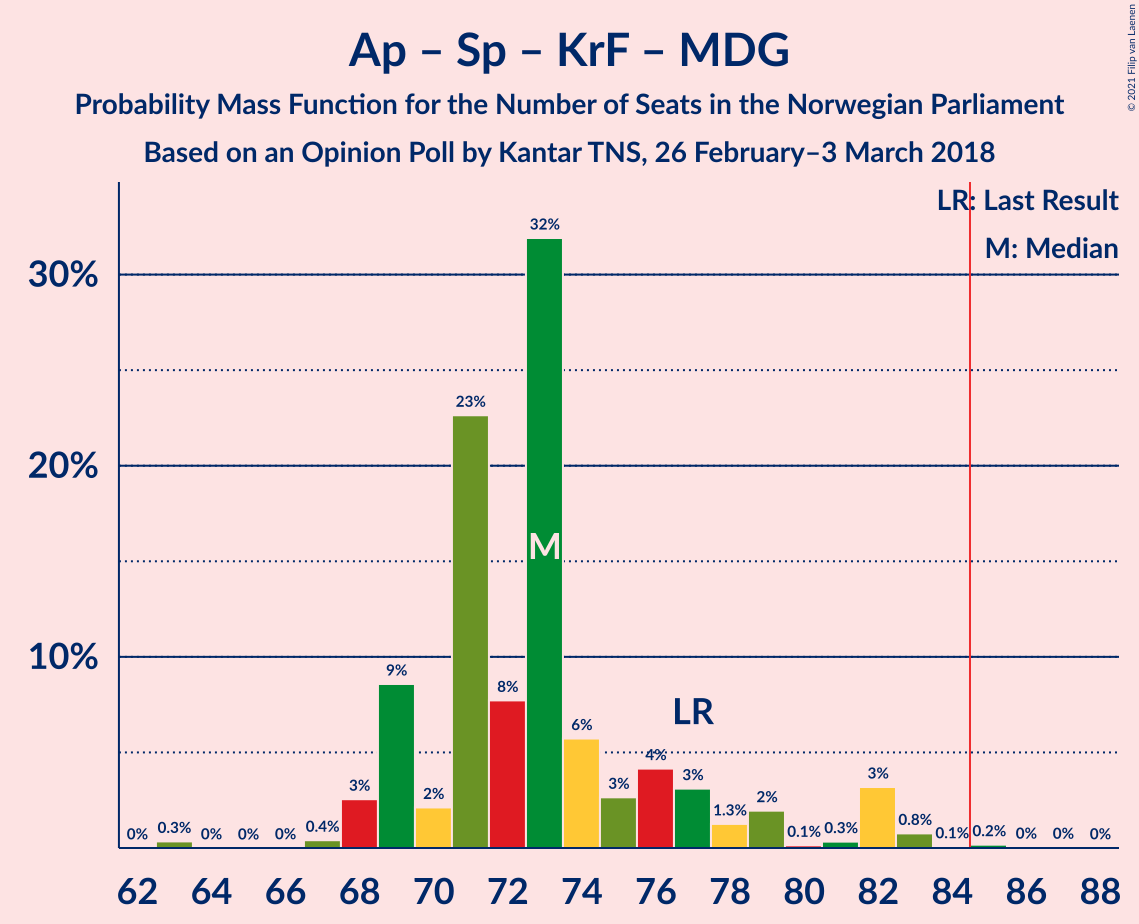 Ap – Sp – KrF – MDG
Probability Mass Function for the Number of Seats in the Norwegian Parliament
Based on an Opinion Poll by Kantar TNS, 26 February–3 March 2018
© 2021 Filip van Laenen
LR: Last Result
M: Median
30%
20%
10%
0% 0.3% 0% 0% 0% 0.4% 3% 9% 2% 23% 8% 32% 6% 3% 4% 3% 1.3% 2% 0.1% 0.3% 3% 0.8% 0.1% 0.2% 0% 0% 0%
M
LR
62 64 66 68 70 72 74 76 78 80 82 84 86 88